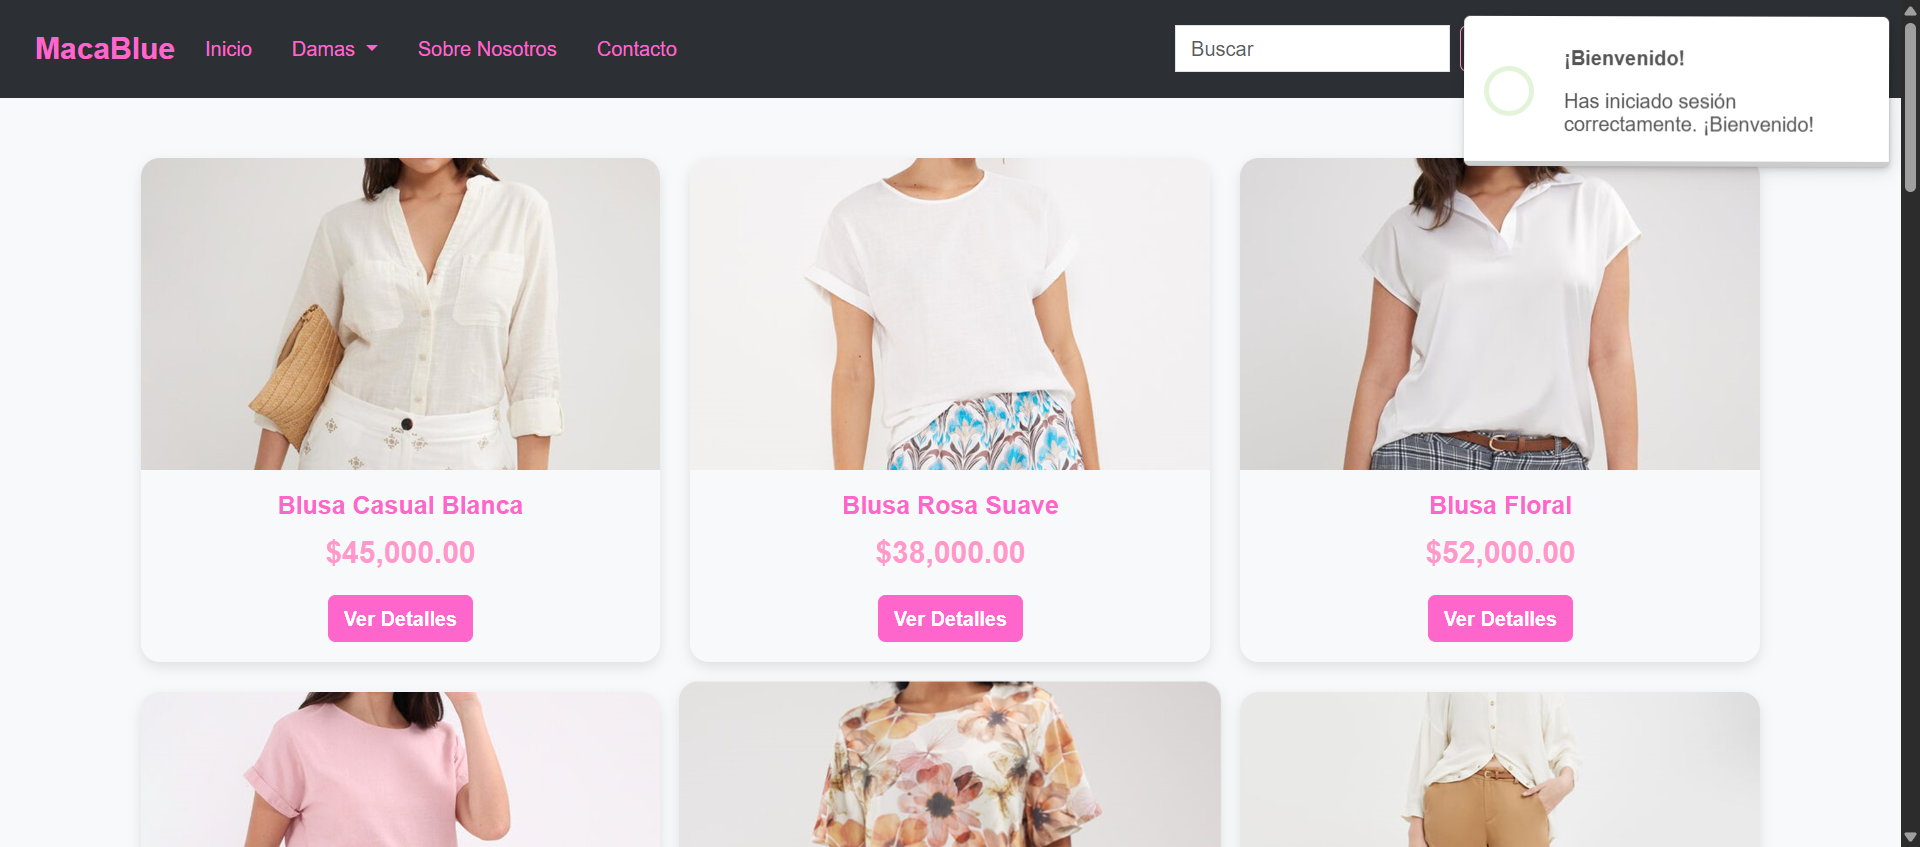 MacaBlue
Inicio
Damas
Sobre Nosotros
Contacto
Buscar
¡Bienvenido!
Has iniciado sesión
correctamente. ¡Bienvenido!
Blusa Casual Blanca
$45,000.00
Ver Detalles
Blusa Rosa Suave
$38,000.00
Ver Detalles
Blusa Floral
$52,000.00
Ver Detalles